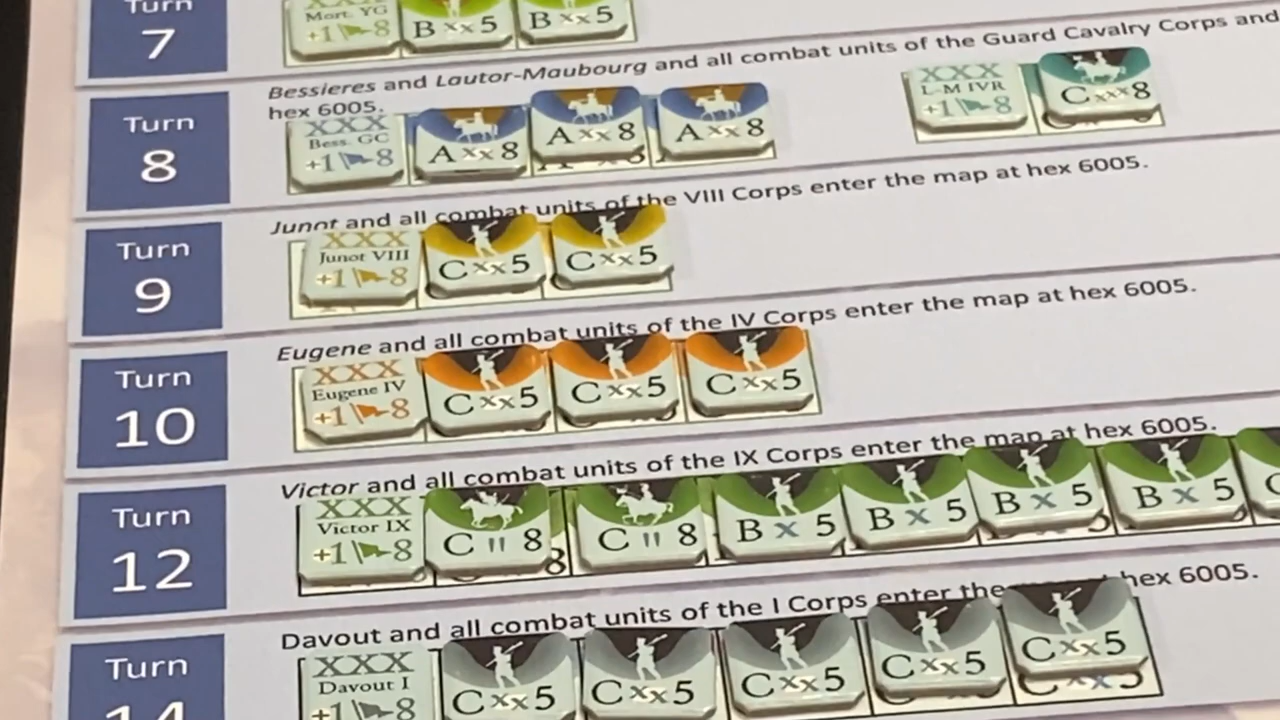 Turn
7
Mort. YG
+1 8
B xx 5
B xx 5
Turn
8
Bessieres and Lautor-Maubourg and all combat units of the Guard Cavalry Corps and
hex 6005.
XXX
Bess. GC
+1 8
A xx 8
A xx 8
A xx 8
XXX
L-M IVR
+1 8
C xxx 8
Turn
9
Junot and all combat units of the VIII Corps enter the map at hex 6005.
XXX
Junot VIII
+1 8
C xx 5
C xx 5
Turn
10
Eugene and all combat units of the IV Corps enter the map at hex 6005.
XXX
Eugene IV
+1 8
C xx 5
C xx 5
C xx 5
Turn
12
Victor and all combat units of the IX Corps enter the map at hex 6005.
XXX
Victor IX
+1 8
C II 8
C II 8
B x 5
B x 5
B x 5
B x 5
C
Turn
14
Davout and all combat units of the I Corps enter the hex 6005.
XXX
Davout I
+1 8
C xx 5
C xx 5
C xx 5
C xx 5
C xx 5